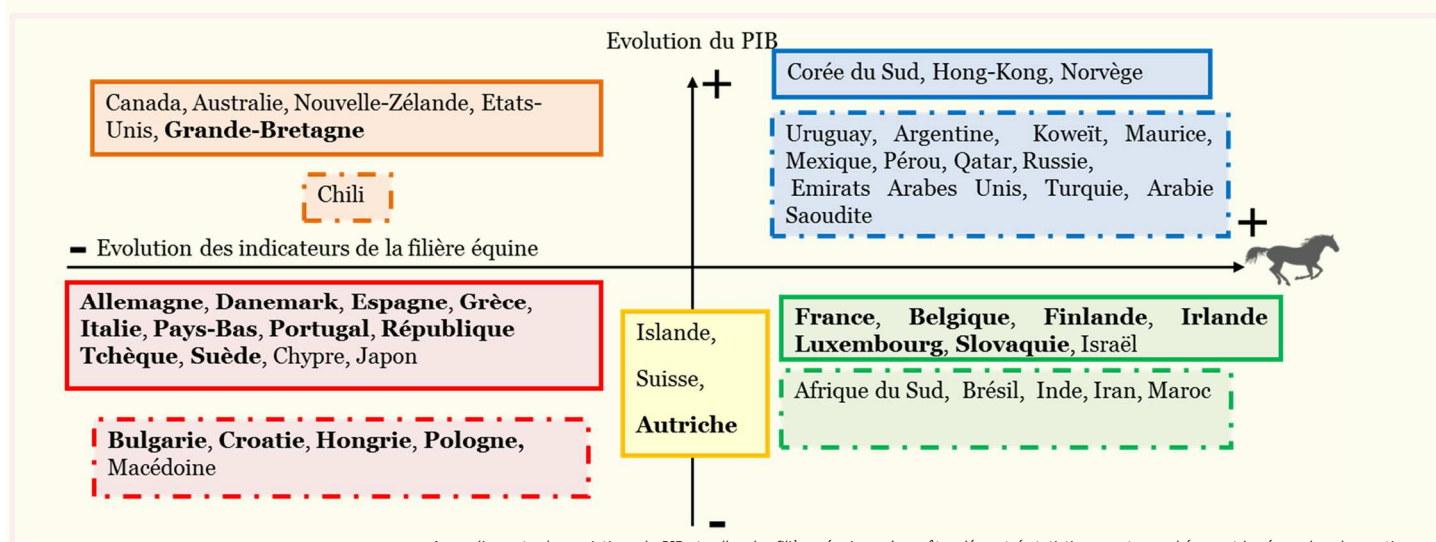 Evolution du PIB
+
Canada, Australie, Nouvelle-Zélande, Etats-
Unis, Grande-Bretagne
Chili
Corée du Sud, Hong-Kong, Norvège
Uruguay, Argentine, Koweït, Maurice,
Mexique, Pérou, Qatar, Russie,
Emirats Arabes Unis, Turquie, Arabie
Saoudite
- Evolution des indicateurs de la filière équine
+
Allemagne, Danemark, Espagne, Grèce,
Italie, Pays-Bas, Portugal, République
Tchèque, Suède, Chypre, Japon
Bulgarie, Croatie, Hongrie, Pologne,
Macédoine
Islande,
Suisse,
Autriche
France, Belgique, Finlande, Irlande
Luxembourg, Slovaquie, Israël
Afrique du Sud, Brésil, Inde, Iran, Maroc
-